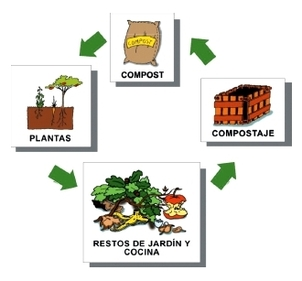 COMPOST
COMPOST
PLANTAS
COMPOSTAJE
RESTOS DE JARDÍN Y
COCINA